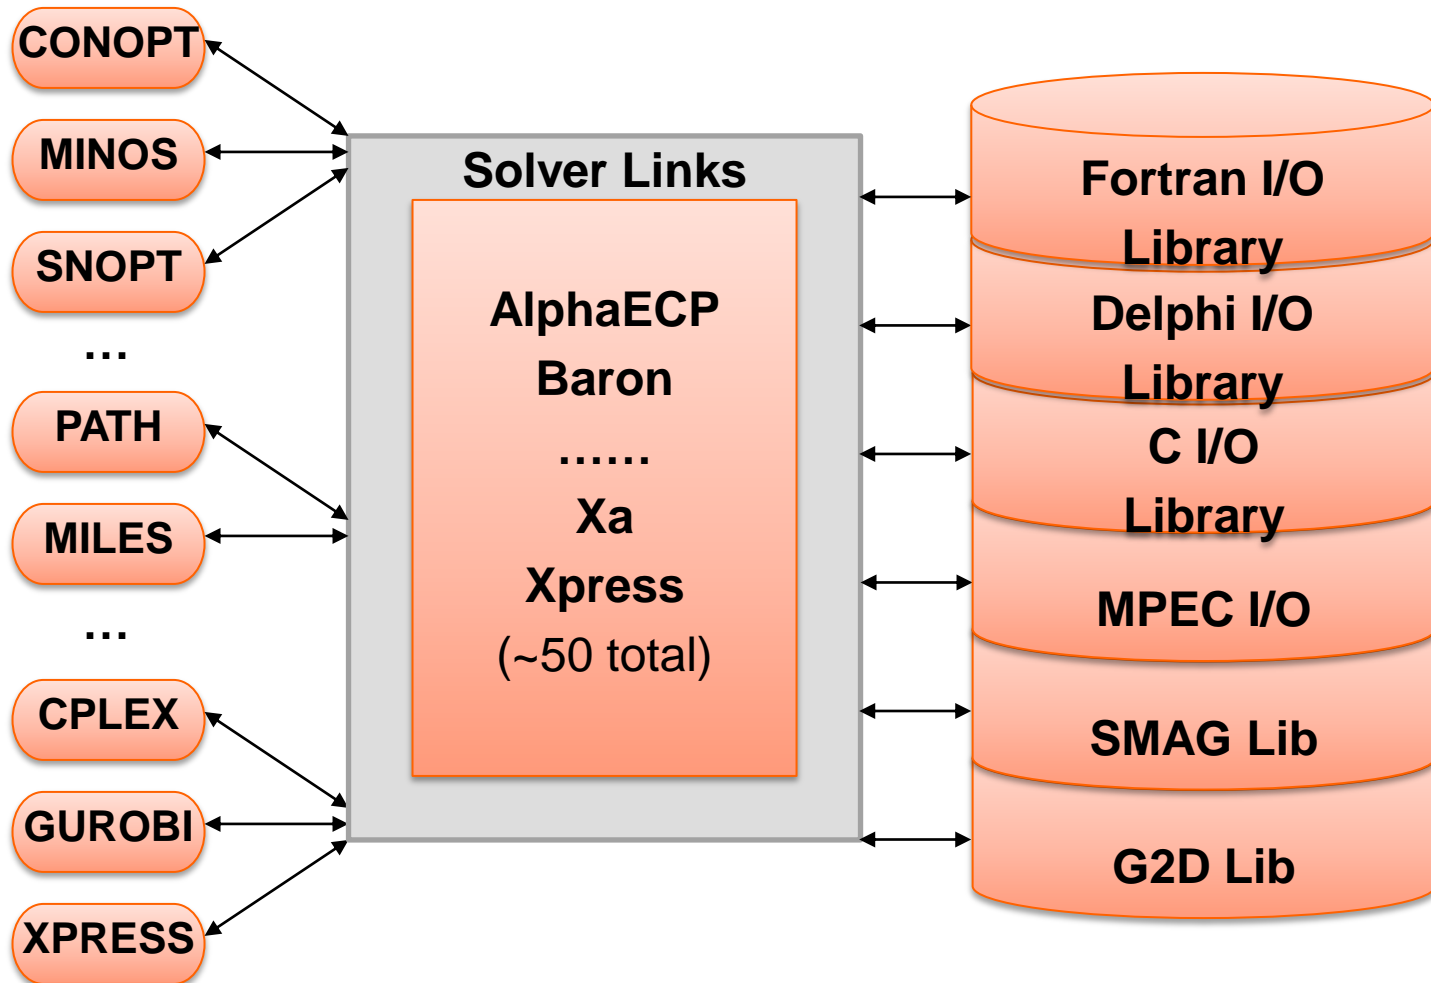 CONOPT
MINOS
SNOPT
…
PATH
MILES
…
CPLEX
GUROBI
XPRESS
Solver Links
AlphaECP
Baron
……
Xa
Xpress
(~50 total)
Fortran I/O
Library
Delphi I/O
Library
C I/O
Library
MPEC I/O
SMAG Lib
G2D Lib